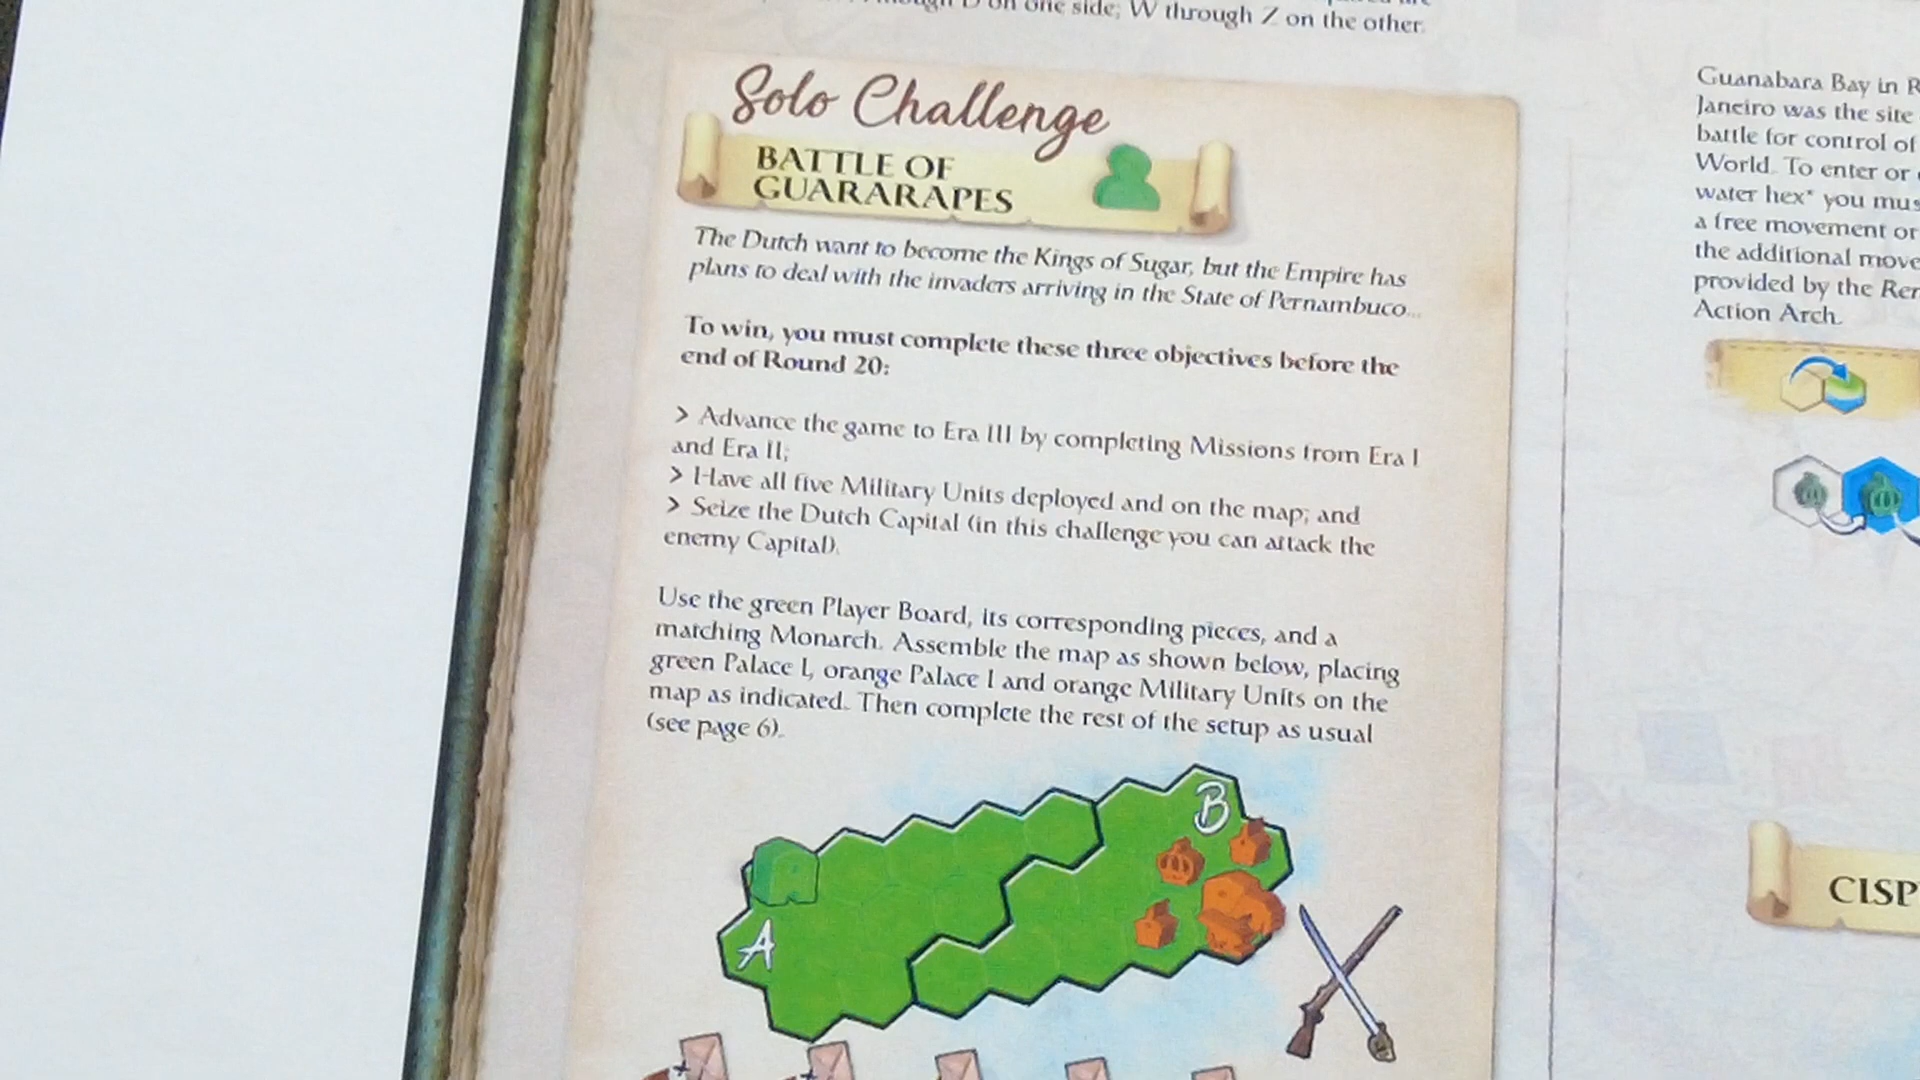 on one side; W through Z on the other.
Solo Challenge
BATTLE OF
GUARARAPES
The Dutch want to become the Kings of Sugar, but the Empire has
plans to deal with the invaders arriving in the State of Pernambuco...
To win, you must complete these three objectives before the
end of Round 20:
> Advance the game to Era III by completing Missions from Era I
and Era II;
> Have all five Military Units deployed and on the map; and
> Seize the Dutch Capital (in this challenge you can attack the
enemy Capital).
Use the green Player Board, its corresponding pieces, and a
matching Monarch. Assemble the map as shown below, placing
green Palace I, orange Palace I and orange Military Units on the
map as indicated. Then complete the rest of the setup as usual
(see page 6).
B
A
Guanabara Bay in R
Janeiro was the site
battle for control of
World. To enter or
water hex* you mus
a free movement or
the additional move
provided by the Rer
Action Arch.
CISP